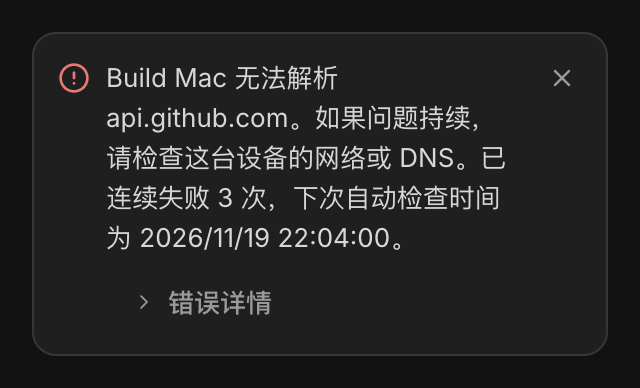 Build Mac 无法解析
api.github.com。如果问题持续，
请检查这台设备的网络或 DNS。已
连续失败 3 次，下次自动检查时间
为 2026/11/19 22:04:00。
错误详情